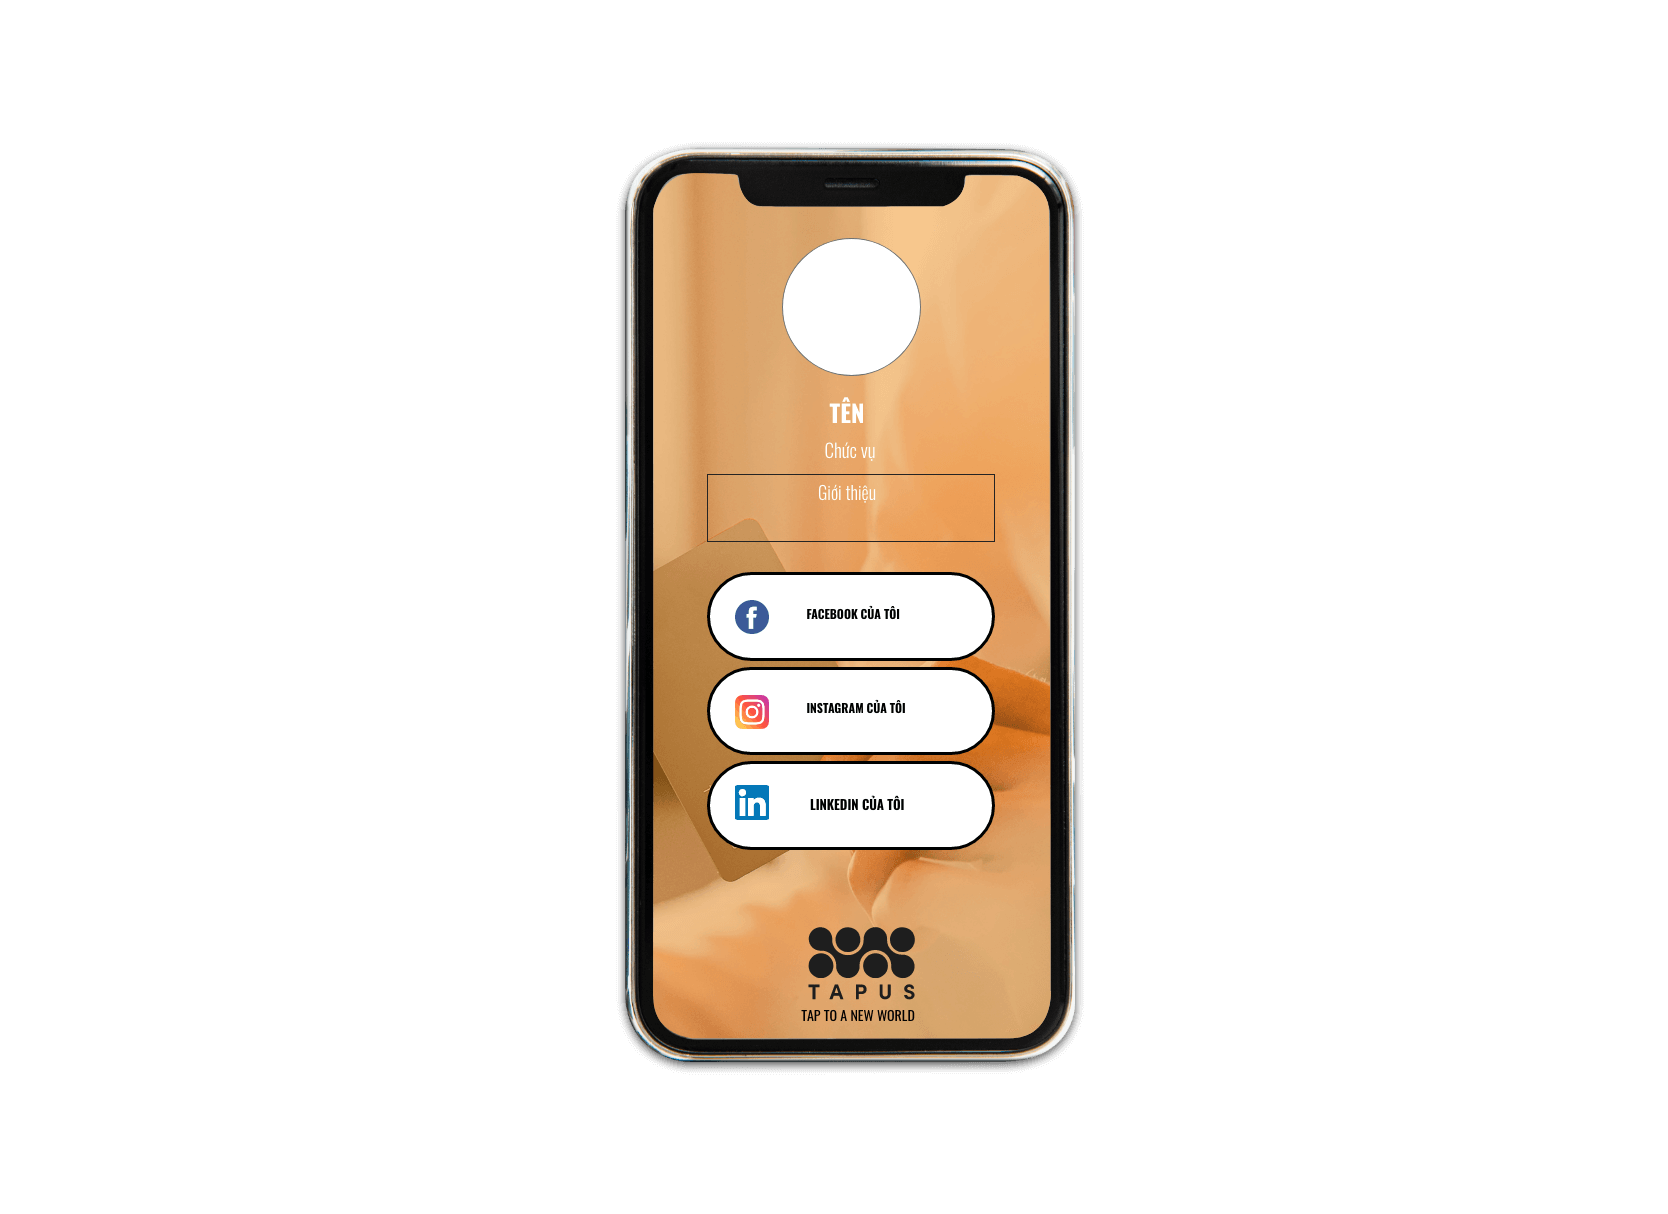 TÊN
Chức vụ
Giới thiệu
FACEBOOK CỦA TÔI
INSTAGRAM CỦA TÔI
in
LINKEDIN CỦA TÔI
TAPUS
TAP TO A NEW WORLD